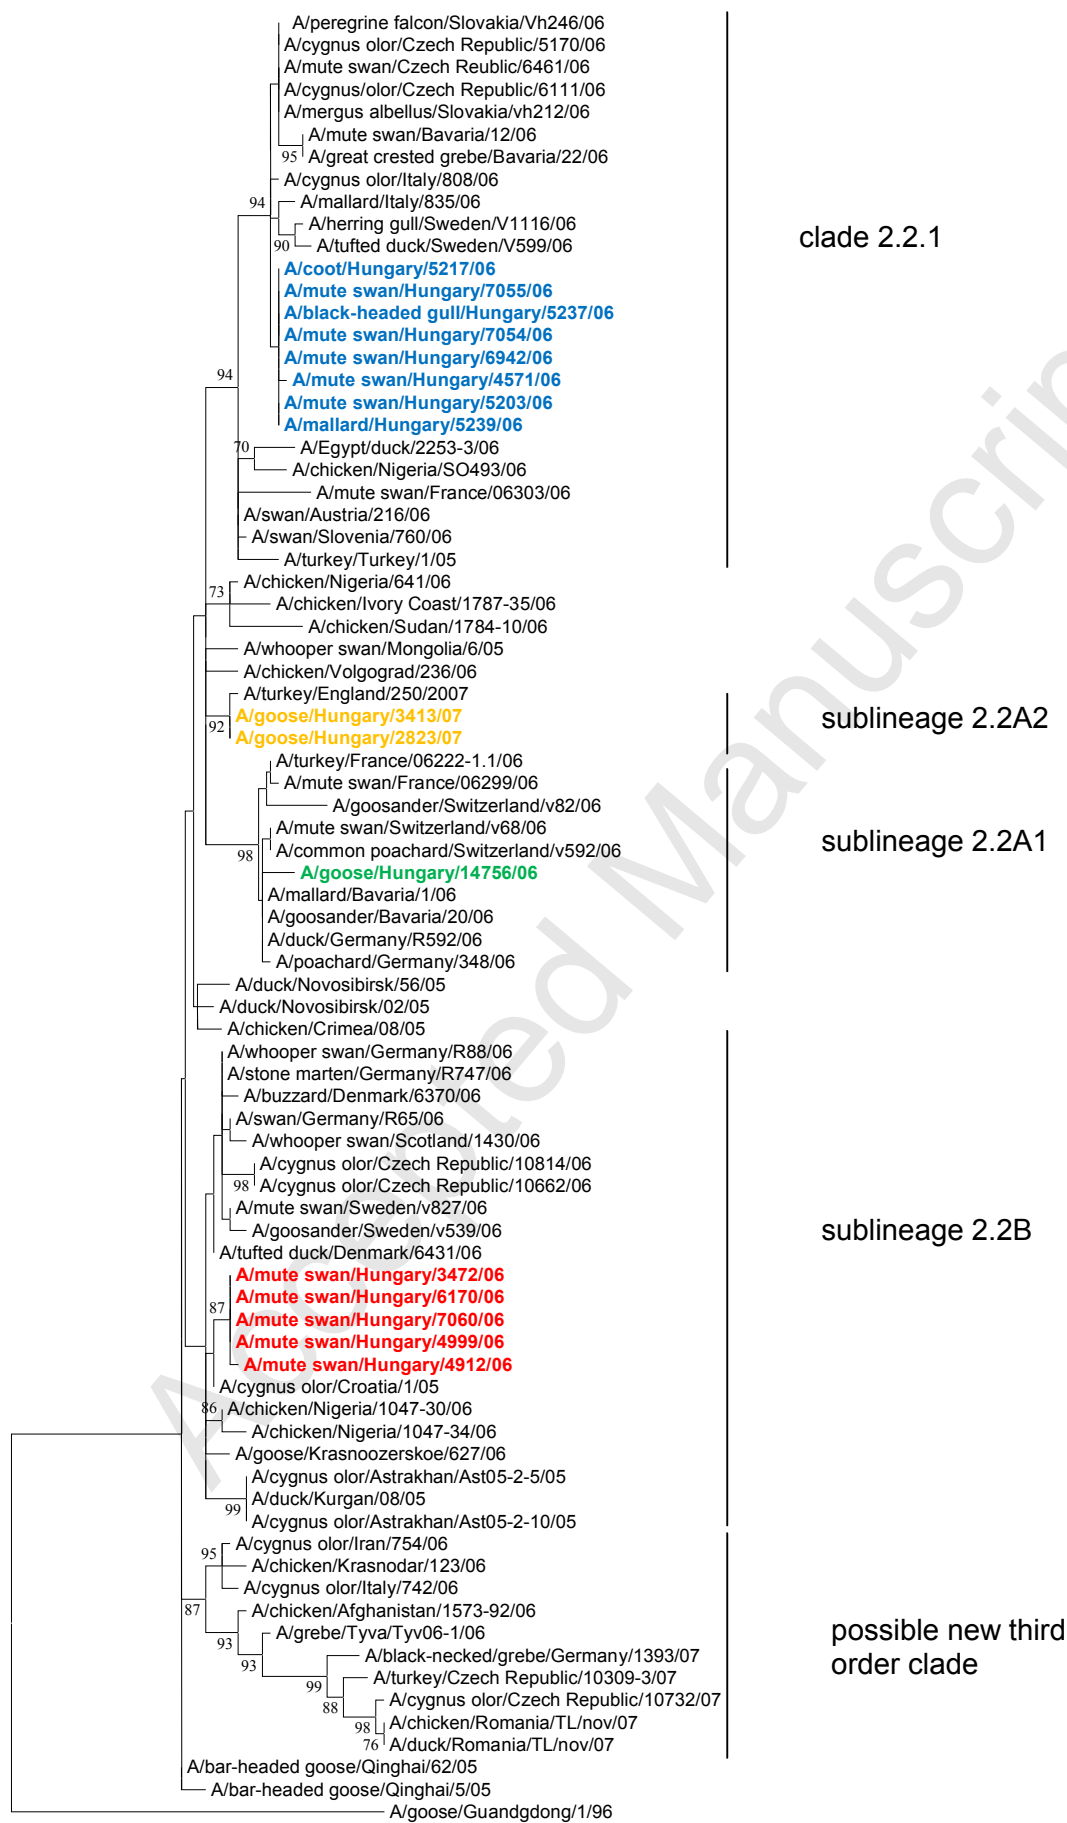 A/peregrine falcon/Slovakia/Vh246/06
A/cygnus olor/Czech Republic/5170/06
A/mute swan/Czech Reublic/6461/06
A/cygnus/olor/Czech Republic/6111/06
A/mergus albellus/Slovakia/vh212/06
A/mute swan/Bavaria/12/06
95
A/great crested grebe/Bavaria/22/06
A/cygnus olor/Italy/808/06
94
A/mallard/Italy/835/06
A/herring gull/Sweden/V1116/06
clade 2.2.1
90
A/tufted duck/Sweden/V599/06
A/coot/Hungary/5217/06
A/mute swan/Hungary/7055/06
A/black-headed gull/Hungary/5237/06
A/mute swan/Hungary/7054/06
A/mute swan/Hungary/6942/06
94
A/mute swan/Hungary/4571/06
A/mute swan/Hungary/5203/06
A/mallard/Hungary/5239/06
70
A/Egypt/duck/2253-3/06
A/chicken/Nigeria/SO493/06
A/mute swan/France/06303/06
A/swan/Austria/216/06
A/swan/Slovenia/760/06
A/turkey/Turkey/1/05
A/chicken/Nigeria/641/06
73
A/chicken/Ivory Coast/1787-35/06
A/chicken/Sudan/1784-10/06
A/whooper swan/Mongolia/6/05
A/chicken/Volgograd/236/06
A/turkey/England/250/2007
A/goose/Hungary/3413/07
sublineage 2.2A2
92
A/goose/Hungary/2823/07
A/turkey/France/06222-1.1/06
A/mute swan/France/06299/06
A/goosander/Switzerland/v82/06
A/mute swan/Switzerland/v68/06
sublineage 2.2A1
98
A/common poachard/Switzerland/v592/06
A/goose/Hungary/14756/06
A/mallard/Bavaria/1/06
A/goosander/Bavaria/20/06
A/duck/Germany/R592/06
A/poachard/Germany/348/06
A/duck/Novosibirsk/56/05
A/duck/Novosibirsk/02/05
A/chicken/Crimea/08/05
A/whooper swan/Germany/R88/06
A/stone marten/Germany/R747/06
A/buzzard/Denmark/6370/06
A/swan/Germany/R65/06
A/whooper swan/Scotland/1430/06
A/cygnus olor/Czech Republic/10814/06
98
A/cygnus olor/Czech Republic/10662/06
A/mute swan/Sweden/v827/06
A/goosander/Sweden/v539/06
sublineage 2.2B
A/tufted duck/Denmark/6431/06
A/mute swan/Hungary/3472/06
A/mute swan/Hungary/6170/06
87
A/mute swan/Hungary/7060/06
A/mute swan/Hungary/4999/06
A/mute swan/Hungary/4912/06
A/cygnus olor/Croatia/1/05
86
A/chicken/Nigeria/1047-30/06
A/chicken/Nigeria/1047-34/06
A/goose/Krasnoozerskoe/627/06
A/cygnus olor/Astrakhan/Ast05-2-5/05
A/duck/Kurgan/08/05
99
A/cygnus olor/Astrakhan/Ast05-2-10/05
A/cygnus olor/Iran/754/06
95
A/chicken/Krasnodar/123/06
A/cygnus olor/Italy/742/06
87
A/chicken/Afghanistan/1573-92/06
A/grebe/Tyva/Tyv06-1/06
93
93
A/black-necked/grebe/Germany/1393/07
A/turkey/Czech Republic/10309-3/07
99
88
A/cygnus olor/Czech Republic/10732/07
98
A/chicken/Romania/TL/nov/07
76
A/duck/Romania/TL/nov/07
possible new third
order clade
A/bar-headed goose/Qinghai/62/05
A/bar-headed goose/Qinghai/5/05
A/goose/Guandgdong/1/96
Accepted Manuscrip